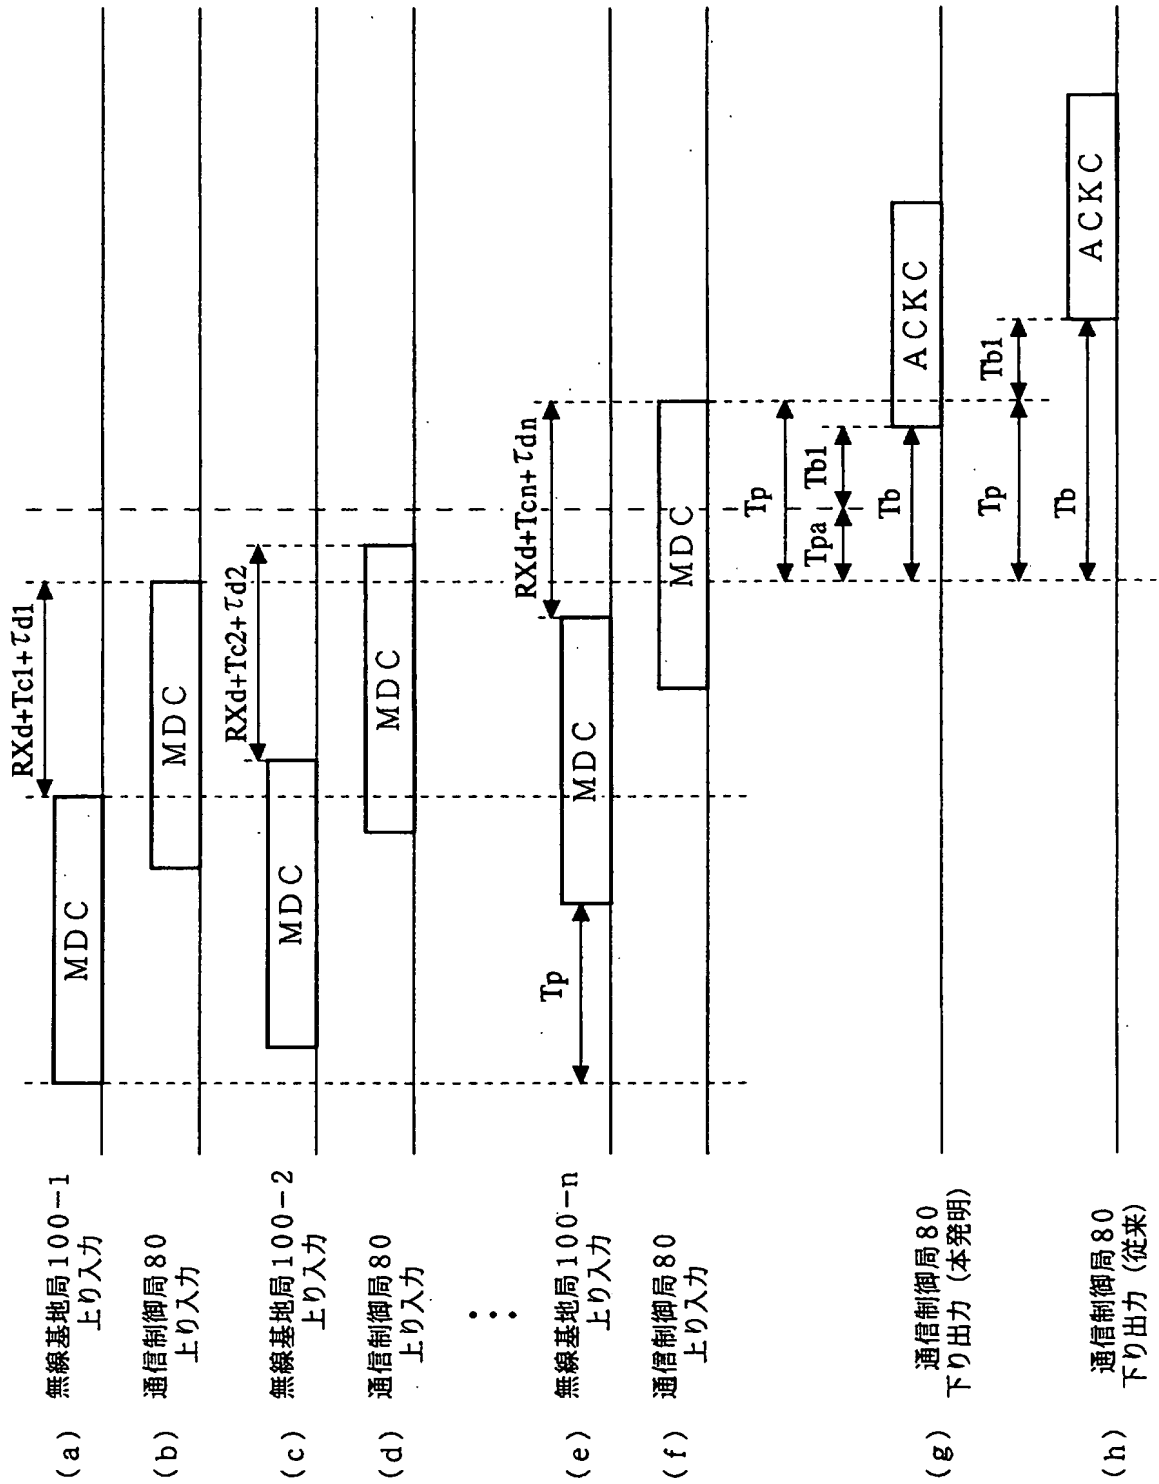 (a) 無線基地局100-1
上り入力
RXd+Tc1+τd1
MDC
(b) 通信制御局80
上り入力
MDC
(c) 無線基地局100-2
上り入力
RXd+Tc2+τd2
MDC
(d) 通信制御局80
上り入力
MDC
(e) 無線基地局100-n
上り入力
RXd+Tcn+τdn
Tp
MDC
(f) 通信制御局80
上り入力
MDC
Tp
Tpa
Tb1
Tb
(g) 通信制御局80
下り出力 (本発明)
ACKC
Tp
Tb1
Tb
(h) 通信制御局80
下り出力 (従来)
ACKC